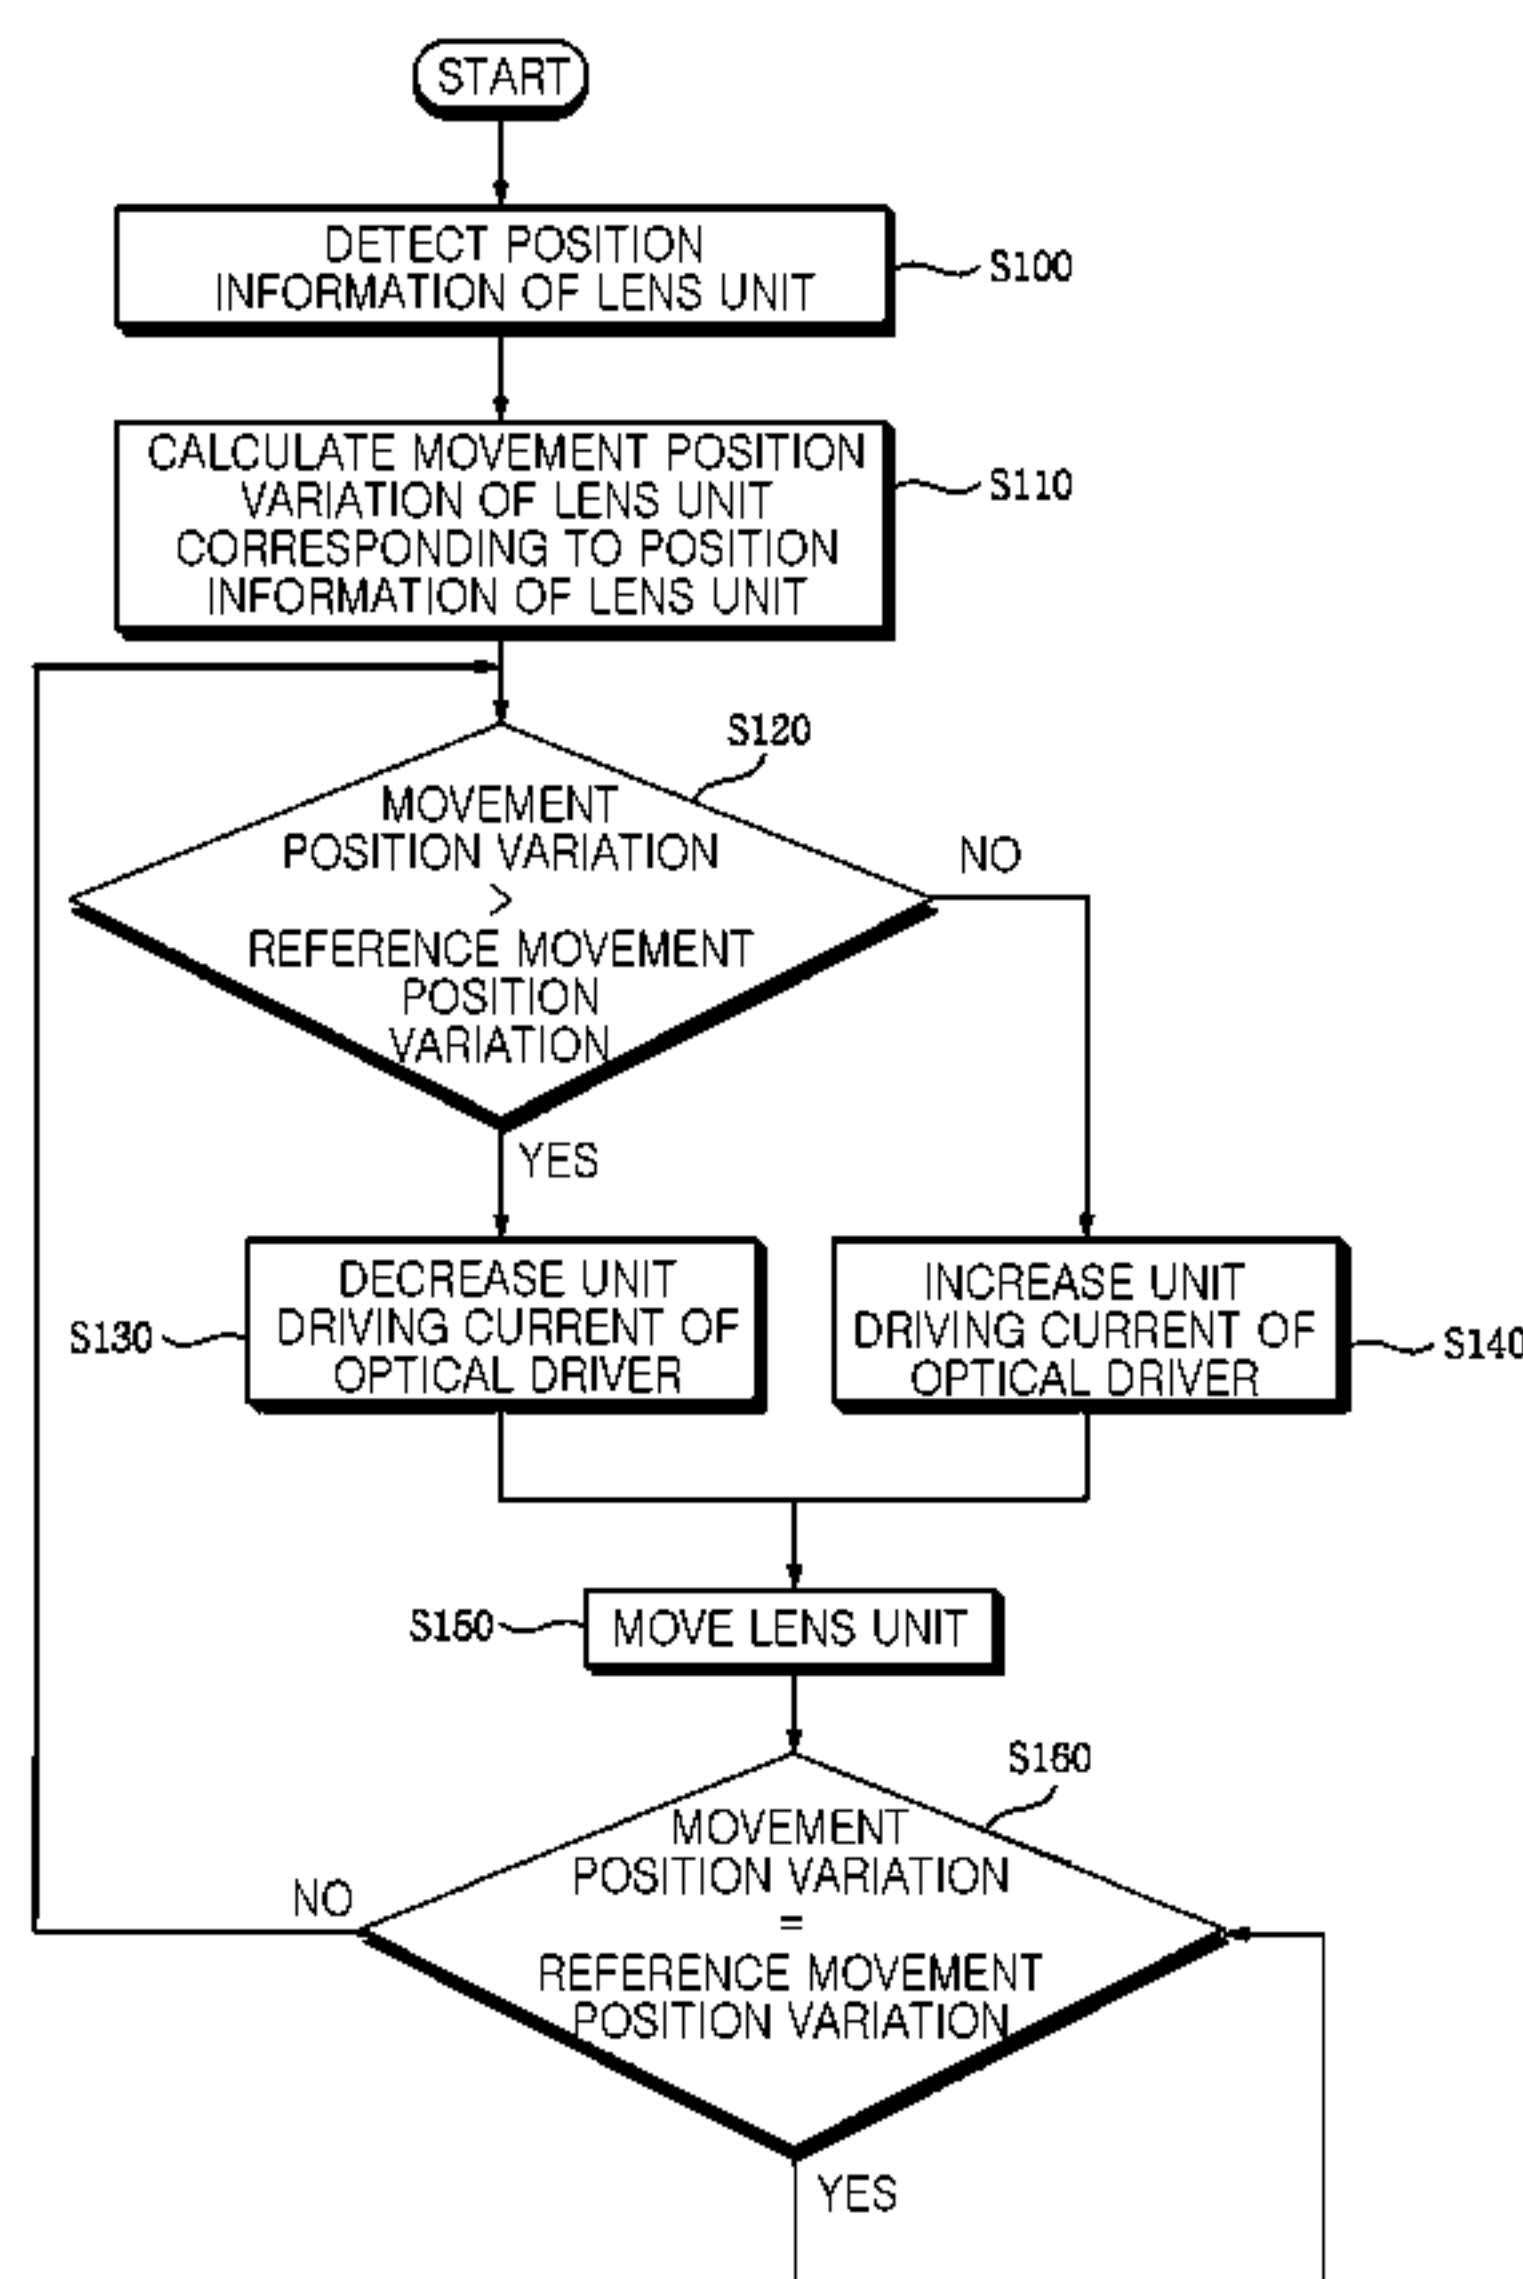 START
DETECT POSITION
INFORMATION OF LENS UNIT
S100
CALCULATE MOVEMENT POSITION
VARIATION OF LENS UNIT
CORRESPONDING TO POSITION
INFORMATION OF LENS UNIT
S110
S120
MOVEMENT
POSITION VARIATION
>
REFERENCE MOVEMENT
POSITION
VARIATION
NO
YES
S130
DECREASE UNIT
DRIVING CURRENT OF
OPTICAL DRIVER
INCREASE UNIT
DRIVING CURRENT OF
OPTICAL DRIVER
S140
S150
MOVE LENS UNIT
S160
MOVEMENT
POSITION VARIATION
=
REFERENCE MOVEMENT
POSITION VARIATION
NO
YES